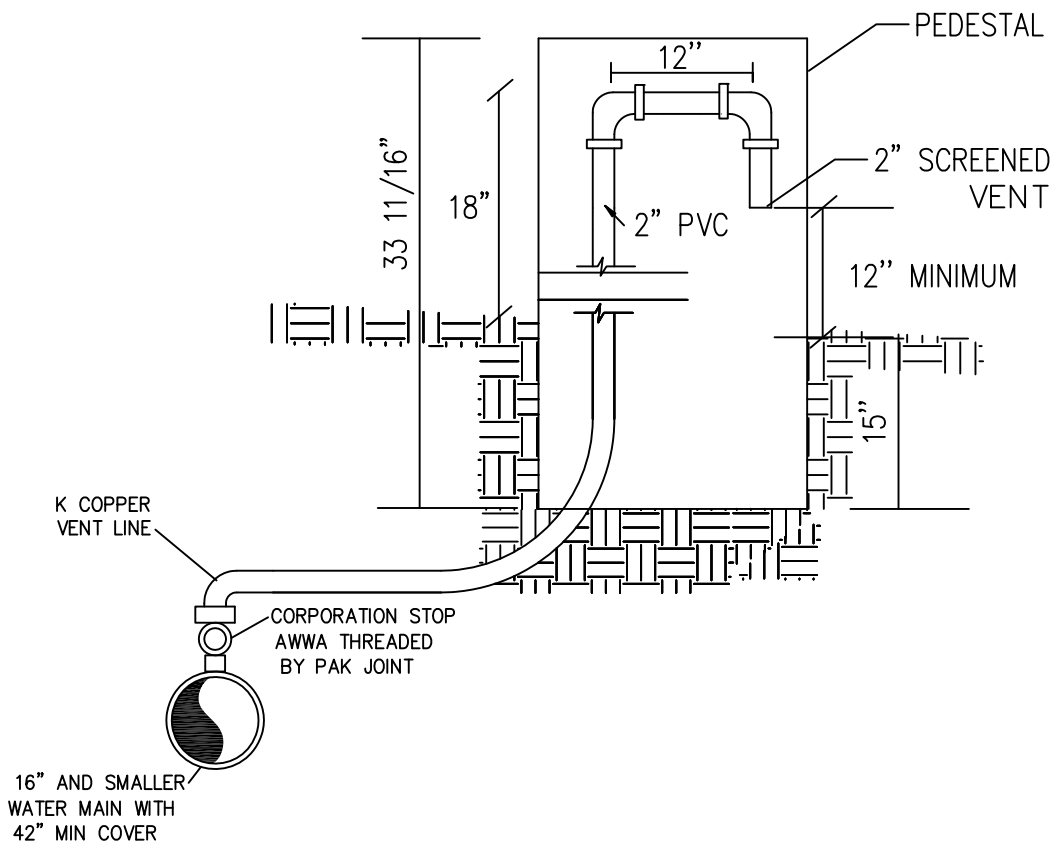 PEDESTAL
12”
33 11/16”
18”
2” SCREENED
VENT
2” PVC
12” MINIMUM
15”
K COPPER
VENT LINE
CORPORATION STOP
AWWA THREADED
BY PAK JOINT
16” AND SMALLER
WATER MAIN WITH
42” MIN COVER